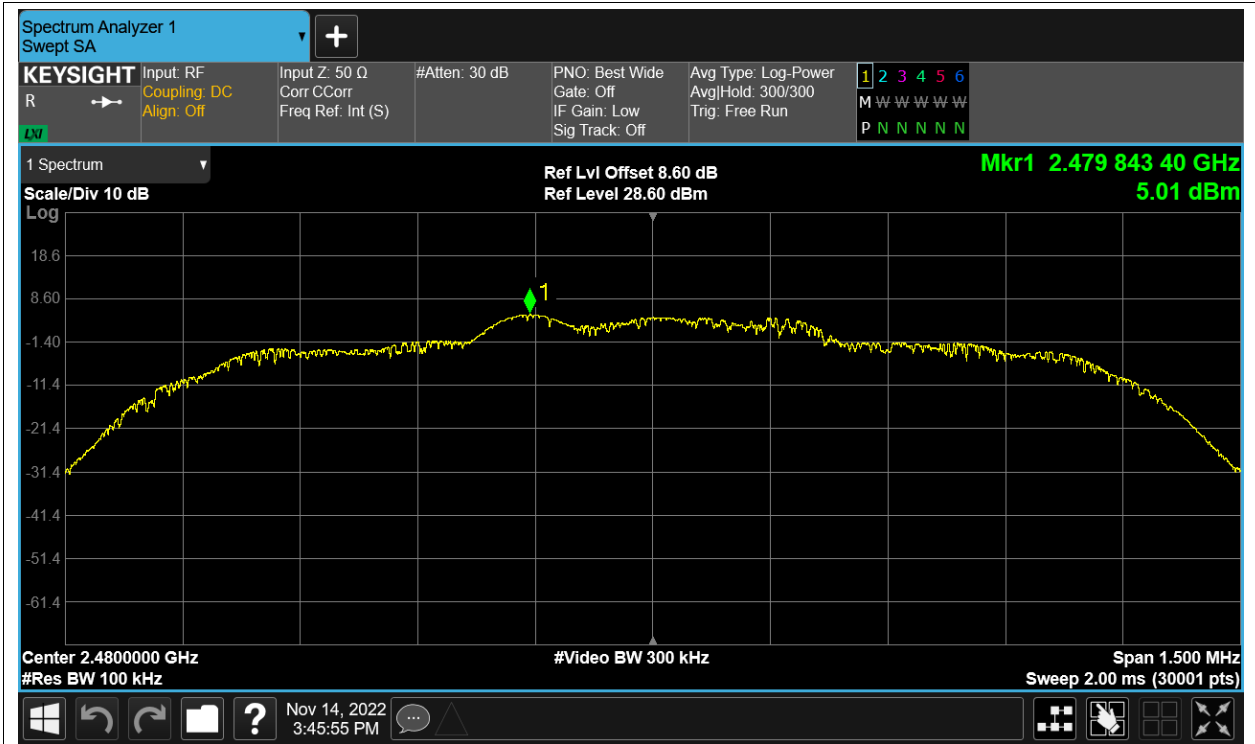 Spectrum Analyzer 1
Swept SA
KEYSIGHT
R
LXI
Input: RF
Coupling: DC
Align: Off
Input Z: 50 Ω
Corr CCorr
Freq Ref: Int (S)
#Atten: 30 dB
PNO: Best Wide
Gate: Off
IF Gain: Low
Sig Track: Off
Avg Type: Log-Power
Avg|Hold: 300/300
Trig: Free Run
1 2 3 4 5 6
M W W W W W
P N N N N N
1 Spectrum
Scale/Div 10 dB
Log
Ref Lvl Offset 8.60 dB
Ref Level 28.60 dBm
Mkr1 2.479 843 40 GHz
5.01 dBm
18.6
8.60
1
-1.40
-11.4
-21.4
-31.4
-41.4
-51.4
-61.4
Center 2.4800000 GHz
#Res BW 100 kHz
#Video BW 300 kHz
Span 1.500 MHz
Sweep 2.00 ms (30001 pts)
?
Nov 14, 2022
3:45:55 PM